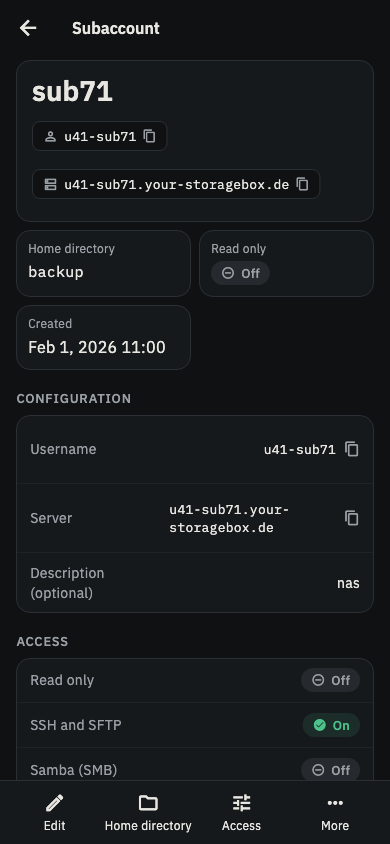 Subaccount
sub71
u41-sub71
u41-sub71.your-storagebox.de
Home directory
backup
Read only
Off
Created
Feb 1, 2026 11:00
CONFIGURATION
Username
u41-sub71
Server
u41-sub71.your-
storagebox.de
Description
(optional)
nas
ACCESS
Read only
Off
SSH and SFTP
On
Samba (SMB)
Off
Edit
Home directory
Access
More